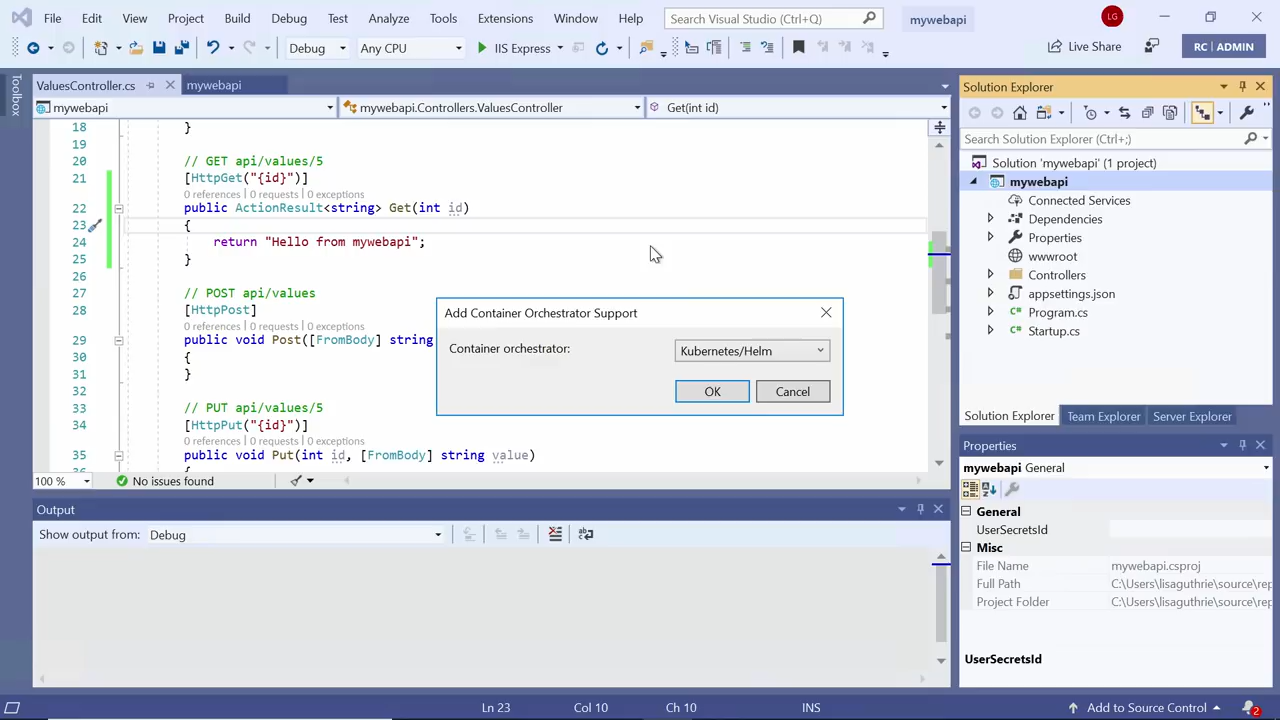 File Edit View Project Build Debug Test Analyze Tools Extensions Window Help Search Visual Studio (Ctrl+Q) mywebapi LG
Debug Any CPU IIS Express Live Share RC | ADMIN
Toolbox
ValuesController.cs mywebapi
mywebapi mywebapi.Controllers.ValuesController Get(int id)
18 }
19
20 // GET api/values/5
21 [HttpGet("{id}")]
0 references | 0 requests | 0 exceptions
22 public ActionResult<string> Get(int id)
23 {
24 return "Hello from mywebapi";
25 }
26
27 // POST api/values
28 [HttpPost]
0 references | 0 requests | 0 exceptions
29 public void Post([FromBody] string
30 {
31 }
32
33 // PUT api/values/5
34 [HttpPut("{id}")]
0 references | 0 requests | 0 exceptions
35 public void Put(int id, [FromBody] string value)
36 {
100 % No issues found
Add Container Orchestrator Support
Container orchestrator: Kubernetes/Helm
OK Cancel
Output
Show output from: Debug
Solution Explorer
Search Solution Explorer (Ctrl+;)
Solution 'mywebapi' (1 project)
mywebapi
Connected Services
Dependencies
Properties
wwwroot
Controllers
appsettings.json
Program.cs
Startup.cs
Solution Explorer Team Explorer Server Explorer
Properties
mywebapi General
General
UserSecretsId
Misc
File Name mywebapi.csproj
Full Path C:\Users\lisaguthrie\source\rep
Project Folder C:\Users\lisaguthrie\source\rep
UserSecretsId
Ln 23 Col 10 Ch 10 INS Add to Source Control 2